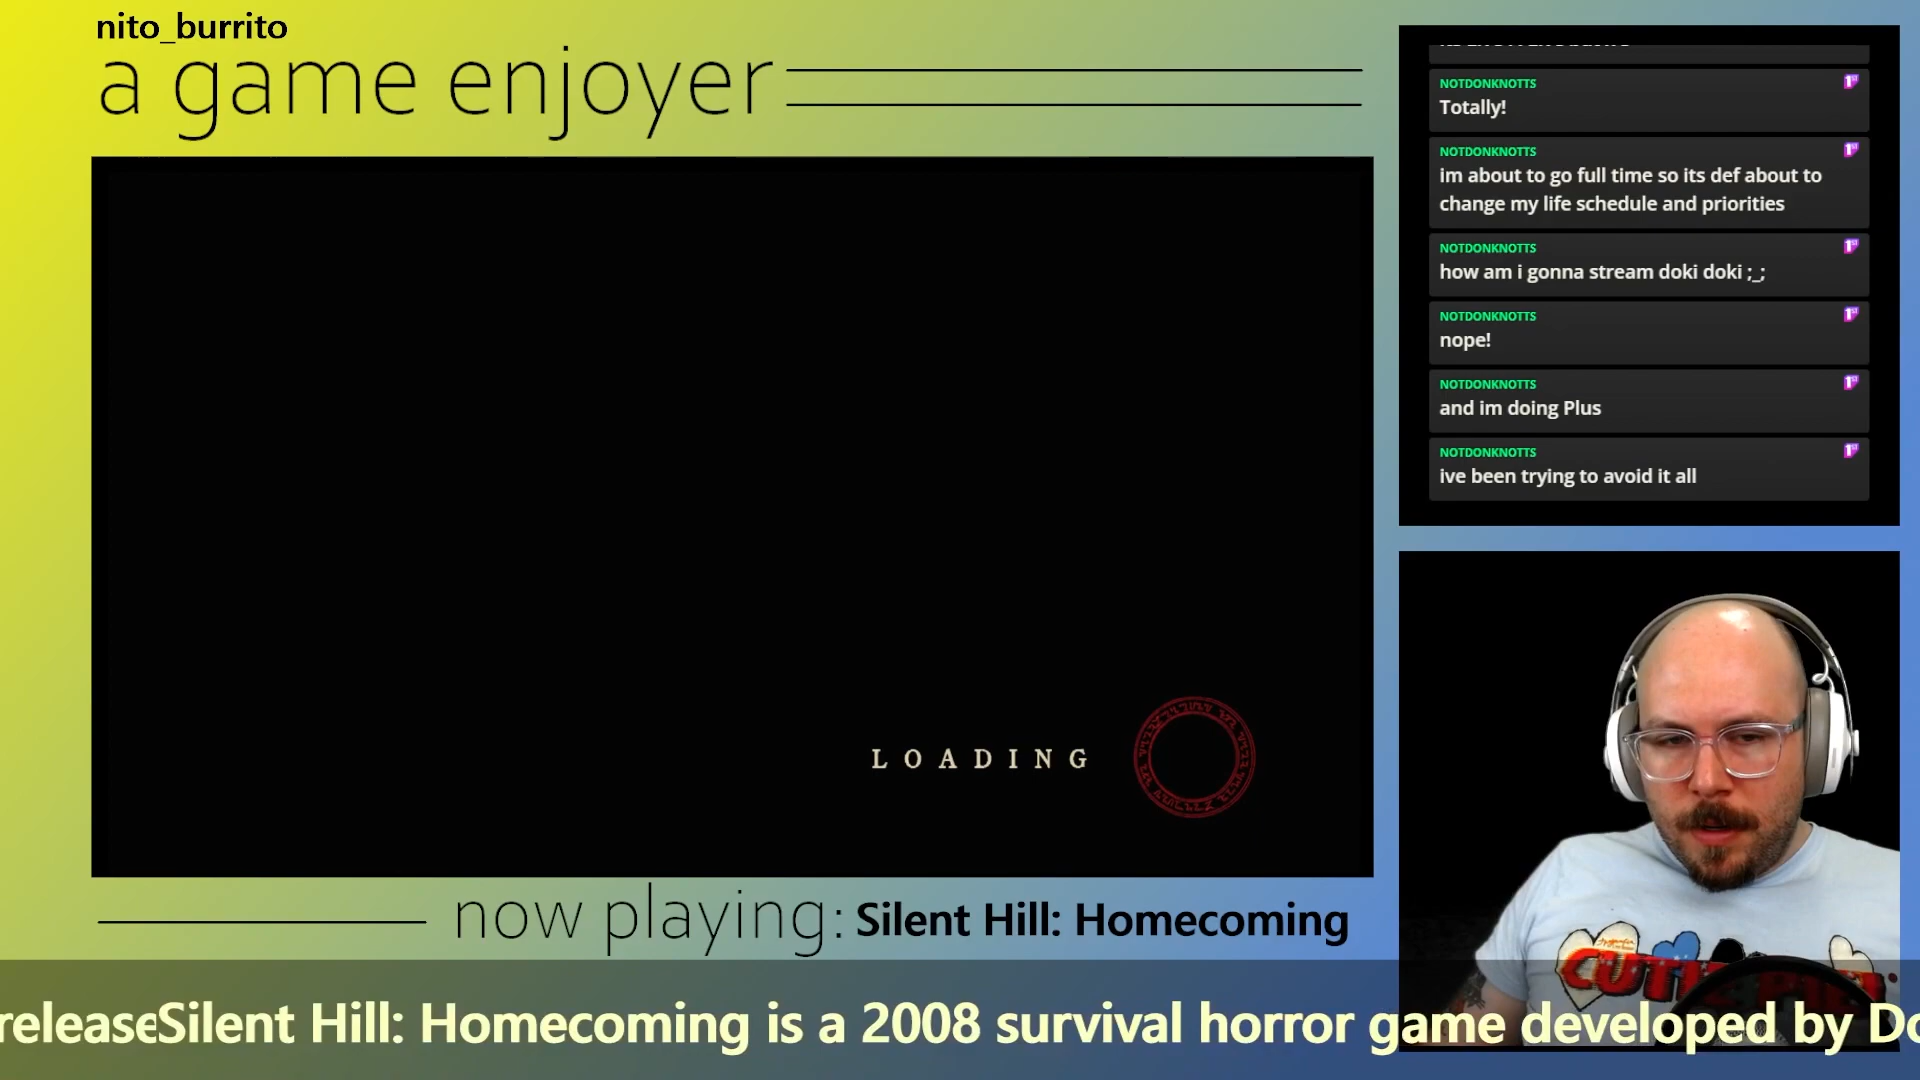 nito_burrito
a game enjoyer
NOTDONKNOTTS
Totally!
NOTDONKNOTTS
im about to go full time so its def about to
change my life schedule and priorities
NOTDONKNOTTS
how am i gonna stream doki doki ;_;
NOTDONKNOTTS
nope!
NOTDONKNOTTS
and im doing Plus
NOTDONKNOTTS
ive been trying to avoid it all
LOADING
now playing: Silent Hill: Homecoming
CUTIE PIE
releaseSilent Hill: Homecoming is a 2008 survival horror game developed by Do